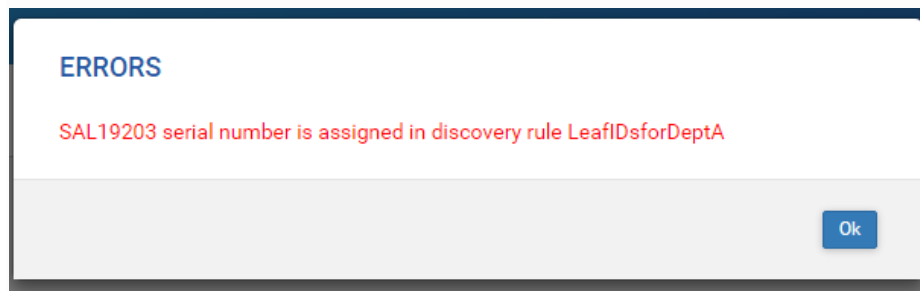 ERRORS
SAL19203 serial number is assigned in discovery rule LeafIDsforDeptA
Ok